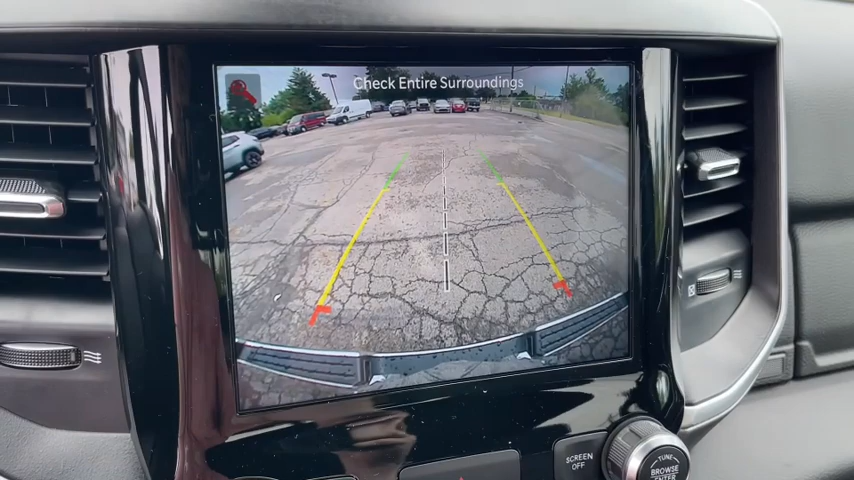 Check Entire Surroundings
SCREEN
OFF
TUNE
BROWSE
ENTER